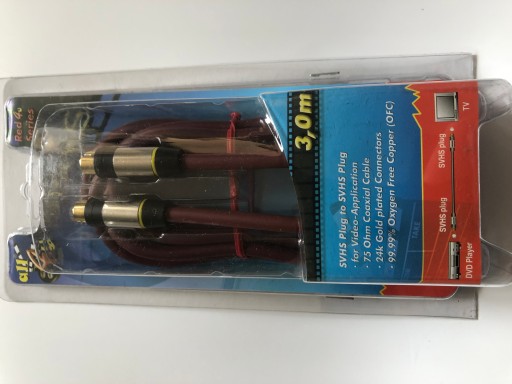 Red 4.
Series
3,0m
SVHS Plug to SVHS Plug
- for Video-Application
- 75 Ohm Coaxial Cable
- 24k Gold plated Connectors
- 99,99% Oxygen Free Copper (OFC)
TV
SVHS plug
SVHS plug
DVD Player